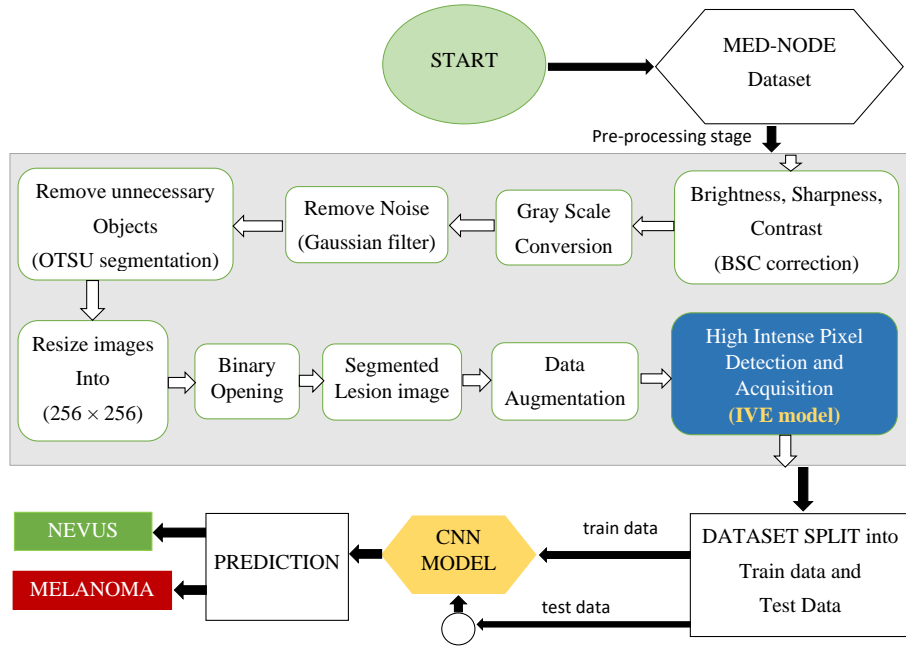 START
MED-NODE
Dataset
Pre-processing stage
Brightness, Sharpness,
Contrast
(BSC correction)
Gray Scale
Conversion
Remove Noise
(Gaussian filter)
Remove unnecessary
Objects
(OTSU segmentation)
Resize images
Into
(256 × 256)
Binary
Opening
Segmented
Lesion image
Data
Augmentation
High Intense Pixel
Detection and
Acquisition
(IVE model)
DATASET SPLIT into
Train data and
Test Data
train data
test data
CNN
MODEL
PREDICTION
NEVUS
MELANOMA